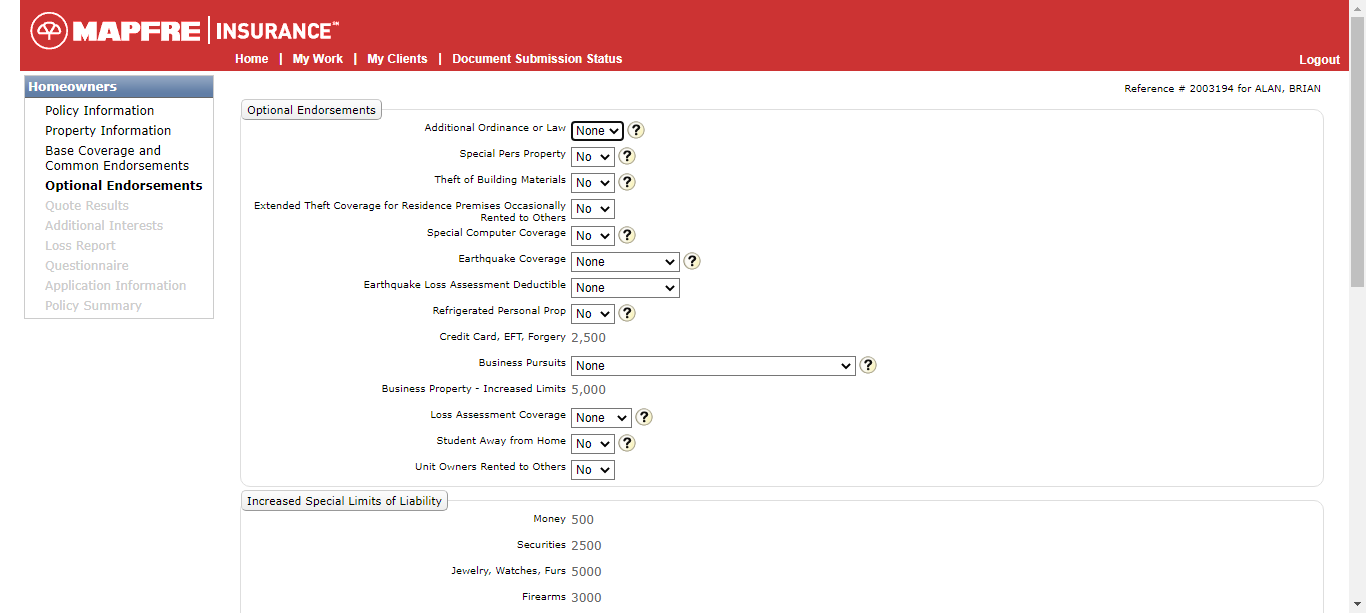 MAPFRE | INSURANCE℠
Home | My Work | My Clients | Document Submission Status
Logout
Homeowners
Policy Information
Property Information
Base Coverage and
Common Endorsements
Optional Endorsements
Quote Results
Additional Interests
Loss Report
Questionnaire
Application Information
Policy Summary
Reference # 2003194 for ALAN, BRIAN
Optional Endorsements
Additional Ordinance or Law None ?
Special Pers Property No ?
Theft of Building Materials No ?
Extended Theft Coverage for Residence Premises Occasionally
Rented to Others No
Special Computer Coverage No ?
Earthquake Coverage None ?
Earthquake Loss Assessment Deductible None
Refrigerated Personal Prop No ?
Credit Card, EFT, Forgery 2,500
Business Pursuits None ?
Business Property - Increased Limits 5,000
Loss Assessment Coverage None ?
Student Away from Home No ?
Unit Owners Rented to Others No
Increased Special Limits of Liability
Money 500
Securities 2500
Jewelry, Watches, Furs 5000
Firearms 3000